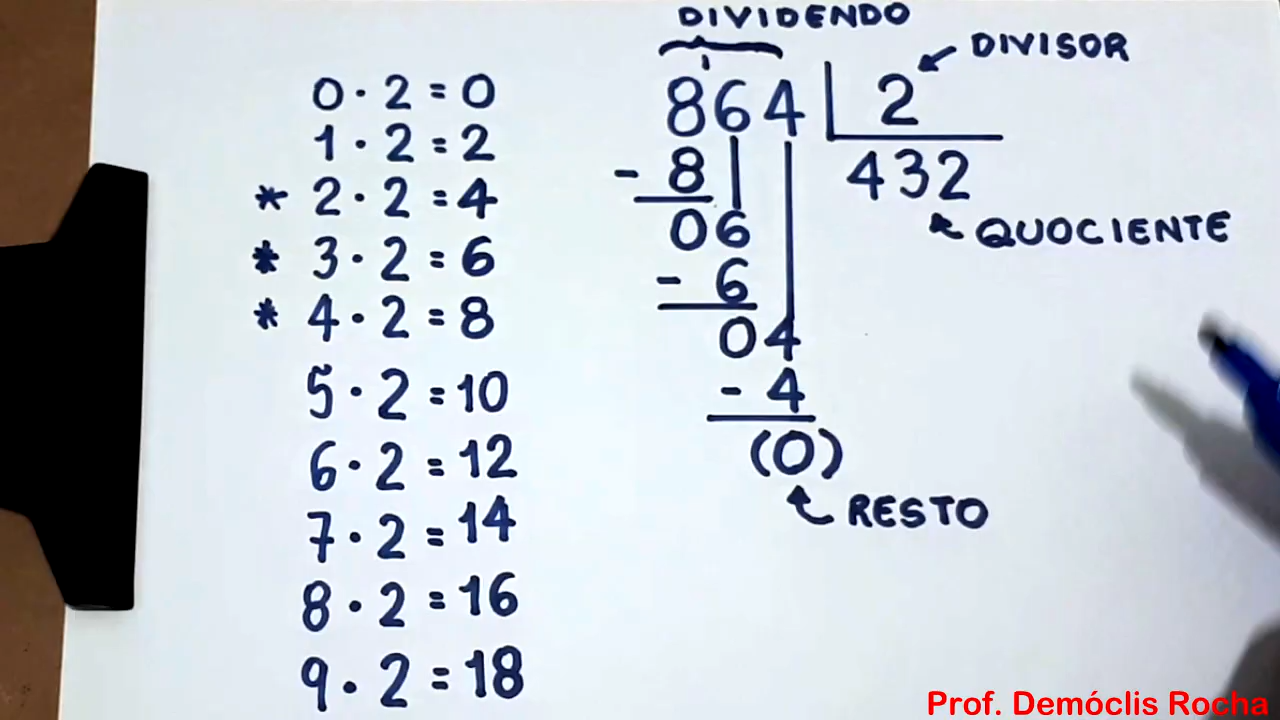 0 · 2 = 0
1 · 2 = 2
* 2 · 2 = 4
* 3 · 2 = 6
* 4 · 2 = 8
5 · 2 = 10
6 · 2 = 12
7 · 2 = 14
8 · 2 = 16
9 · 2 = 18
DIVIDENDO
DIVISOR
864 2
- 8 432
QUOCIENTE
06
- 6
04
- 4
(0)
RESTO
Prof. Demóclis Rocha